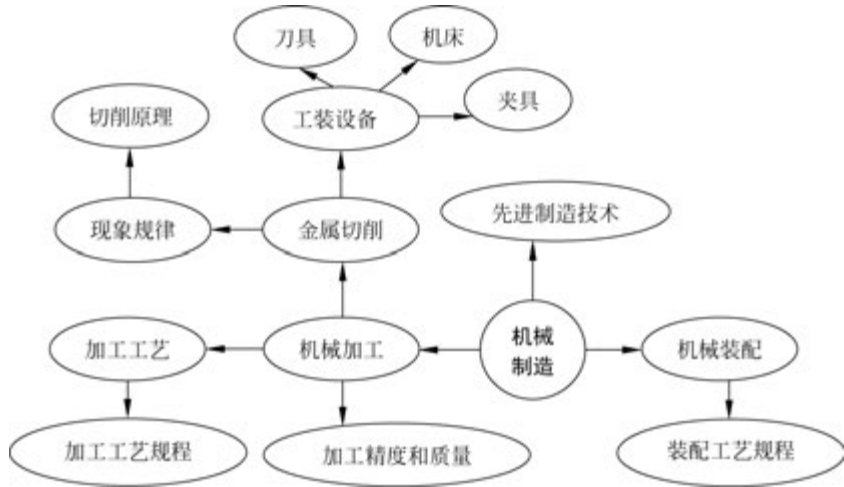 刀具
机床
夹具
切削原理
工装设备
先进制造技术
现象规律
金属切削
加工工艺
机械加工
机械
制造
机械装配
加工工艺规程
加工精度和质量
装配工艺规程